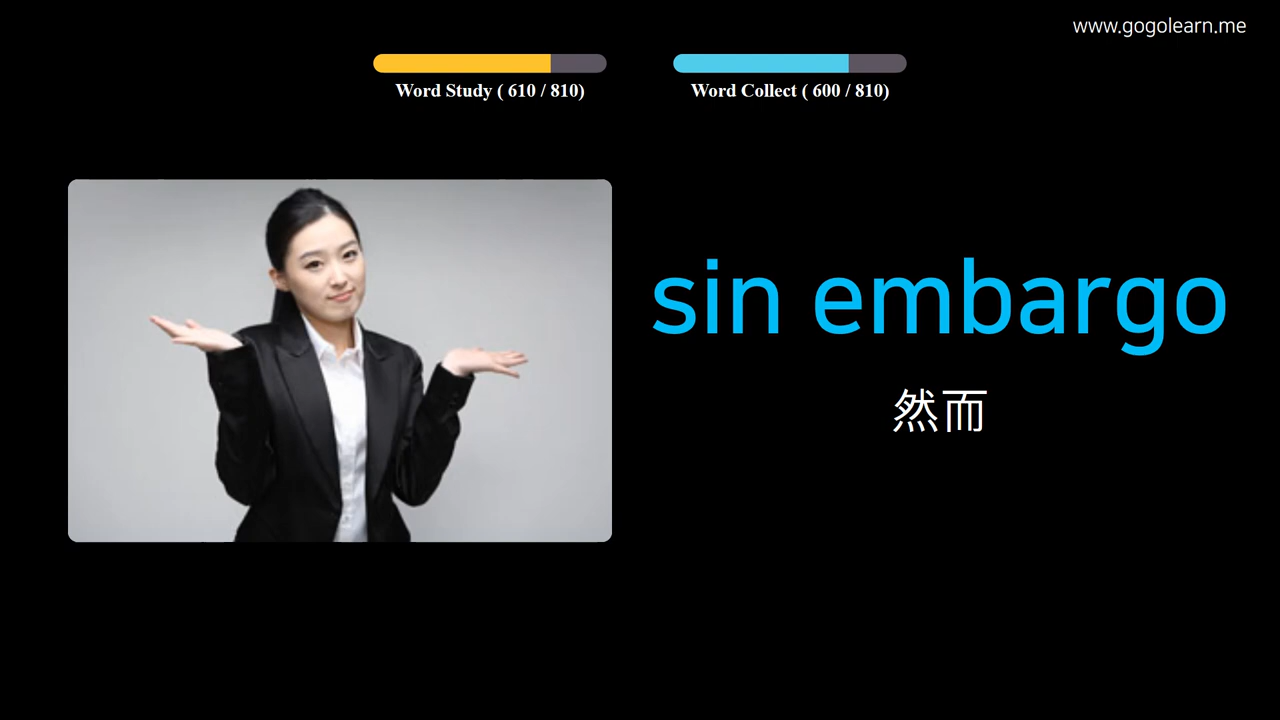 www.gogolearn.me
Word Study ( 610 / 810)
Word Collect ( 600 / 810)
sin embargo
然而